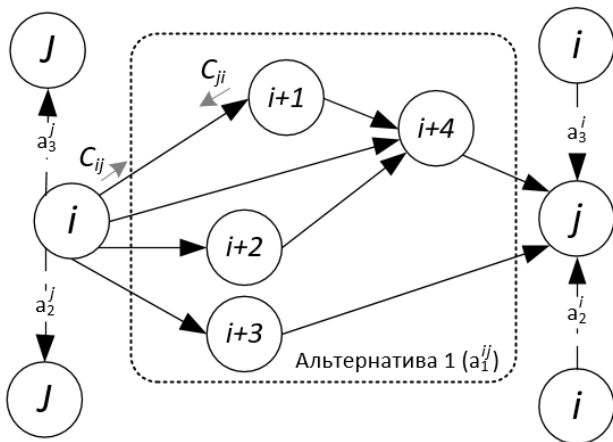 J
i
C_ji
i+1
a_3^j
a_3^i
i+4
C_ij
i
j
i+2
a_2^j
a_2^i
i+3
Альтернатива 1 (a_1^ij)
J
i